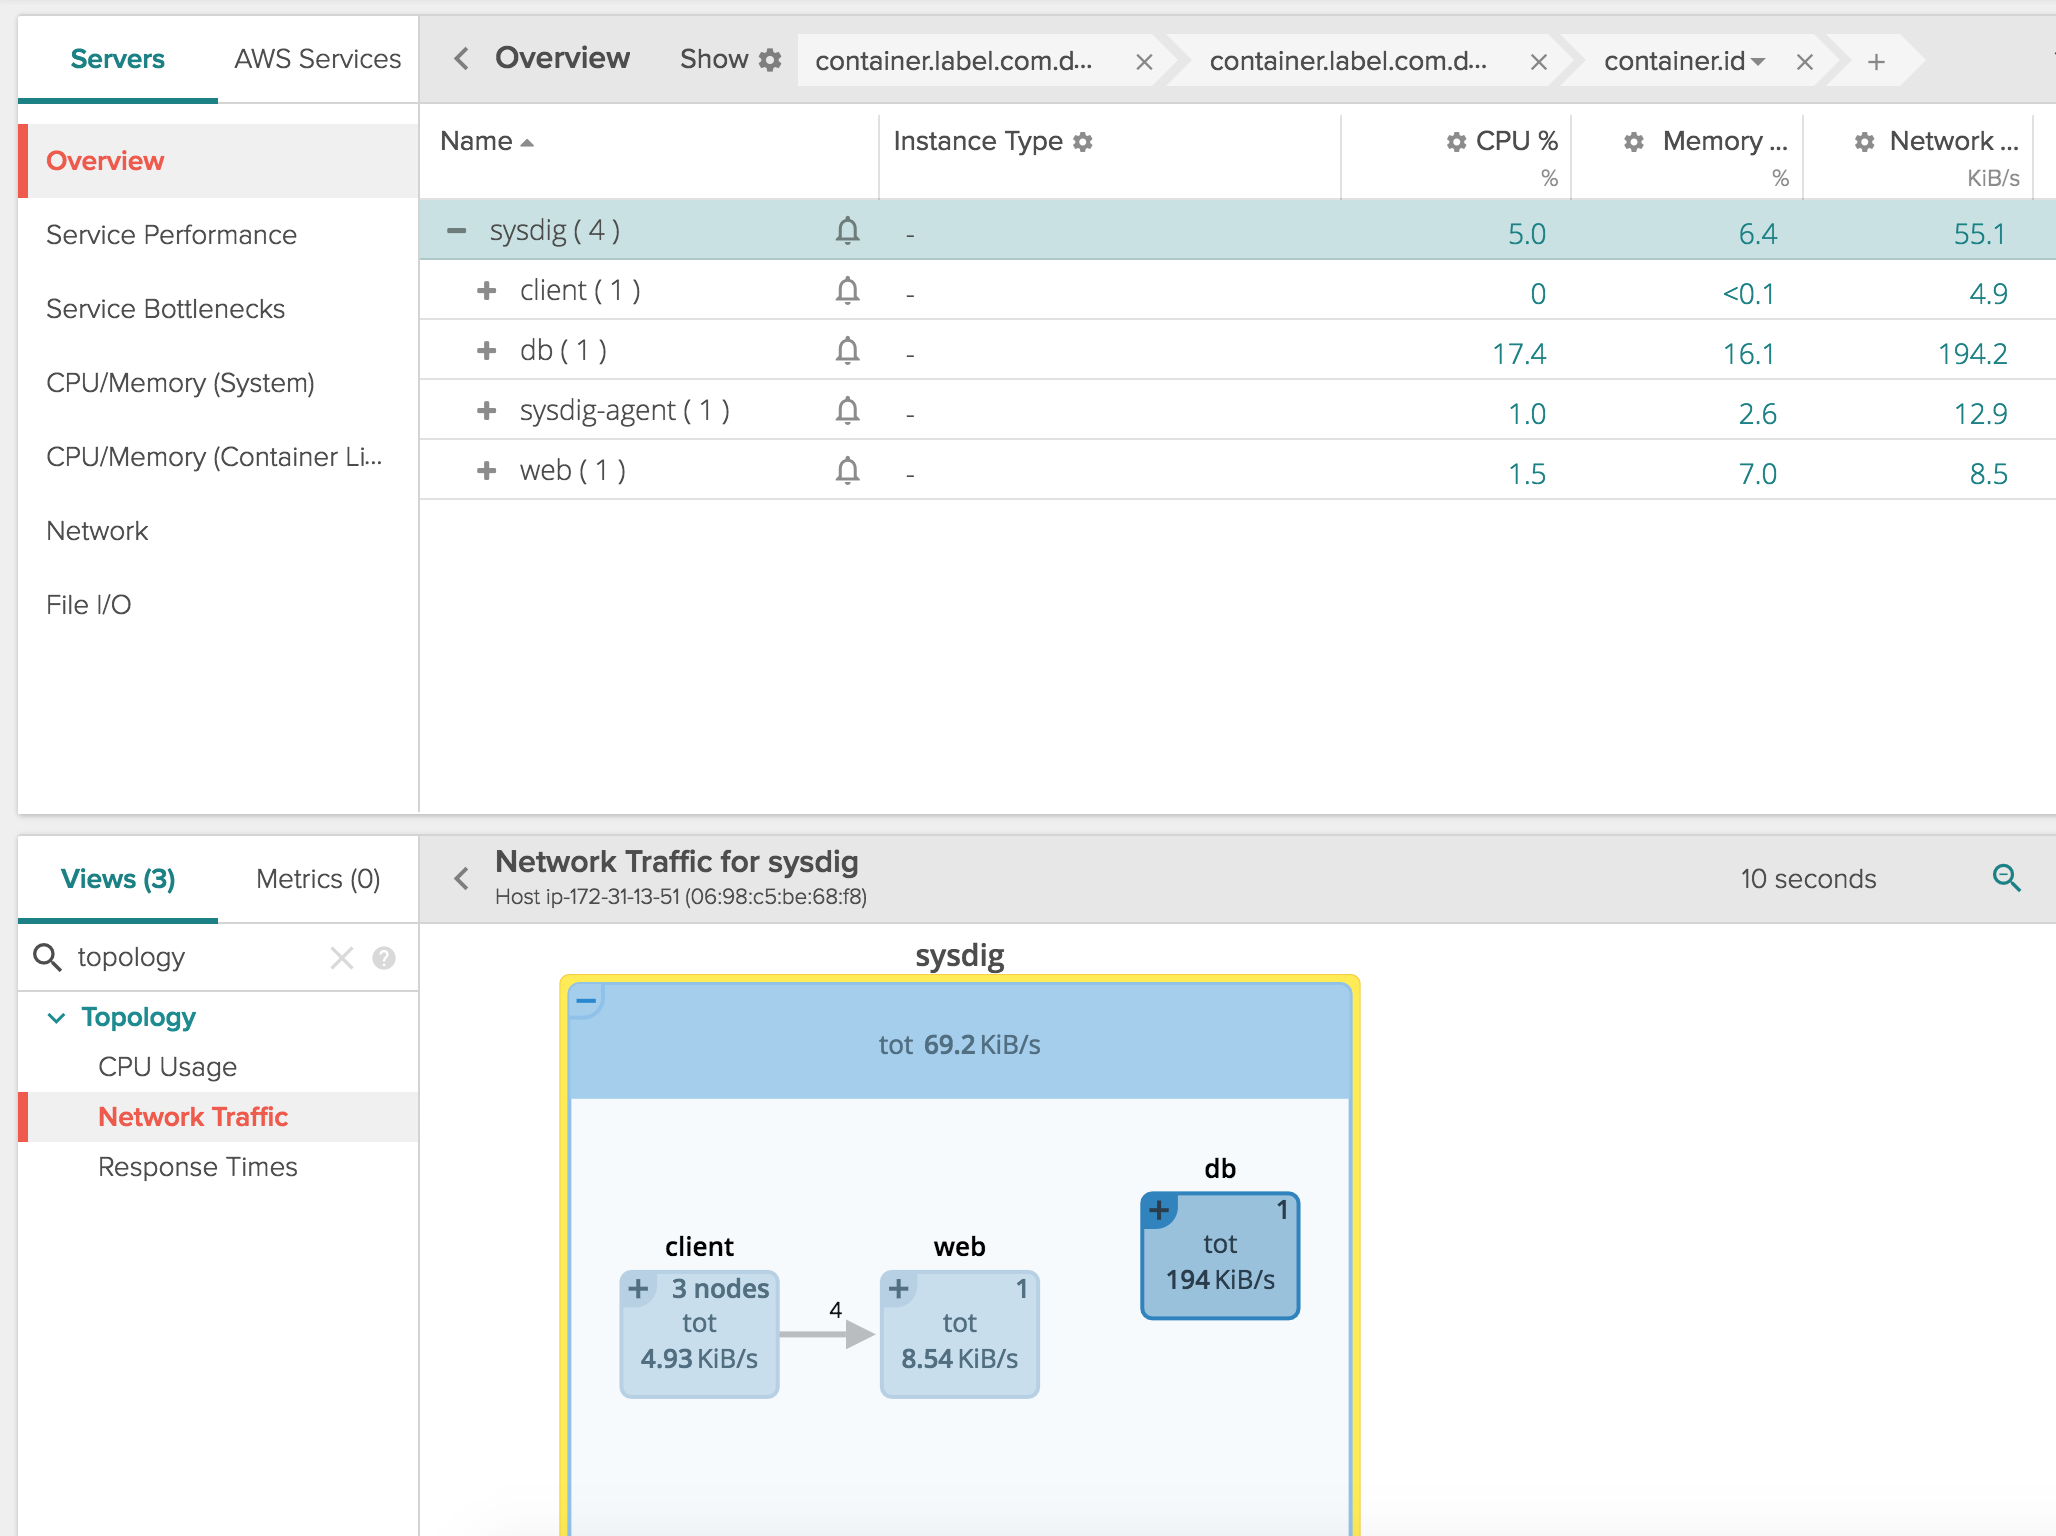 Servers
AWS Services
Overview
Service Performance
Service Bottlenecks
CPU/Memory (System)
CPU/Memory (Container Li...
Network
File I/O
Overview
Show
container.label.com.d...
container.label.com.d...
container.id
Name
Instance Type
CPU %
%
Memory ...
%
Network ...
KiB/s
sysdig ( 4 ) - 5.0 6.4 55.1
client ( 1 ) - 0 <0.1 4.9
db ( 1 ) - 17.4 16.1 194.2
sysdig-agent ( 1 ) - 1.0 2.6 12.9
web ( 1 ) - 1.5 7.0 8.5
Views (3)
Metrics (0)
topology
Topology
CPU Usage
Network Traffic
Response Times
Network Traffic for sysdig
Host ip-172-31-13-51 (06:98:c5:be:68:f8)
10 seconds
sysdig
tot 69.2 KiB/s
client
3 nodes
tot
4.93 KiB/s
4
web
1
tot
8.54 KiB/s
db
1
tot
194 KiB/s